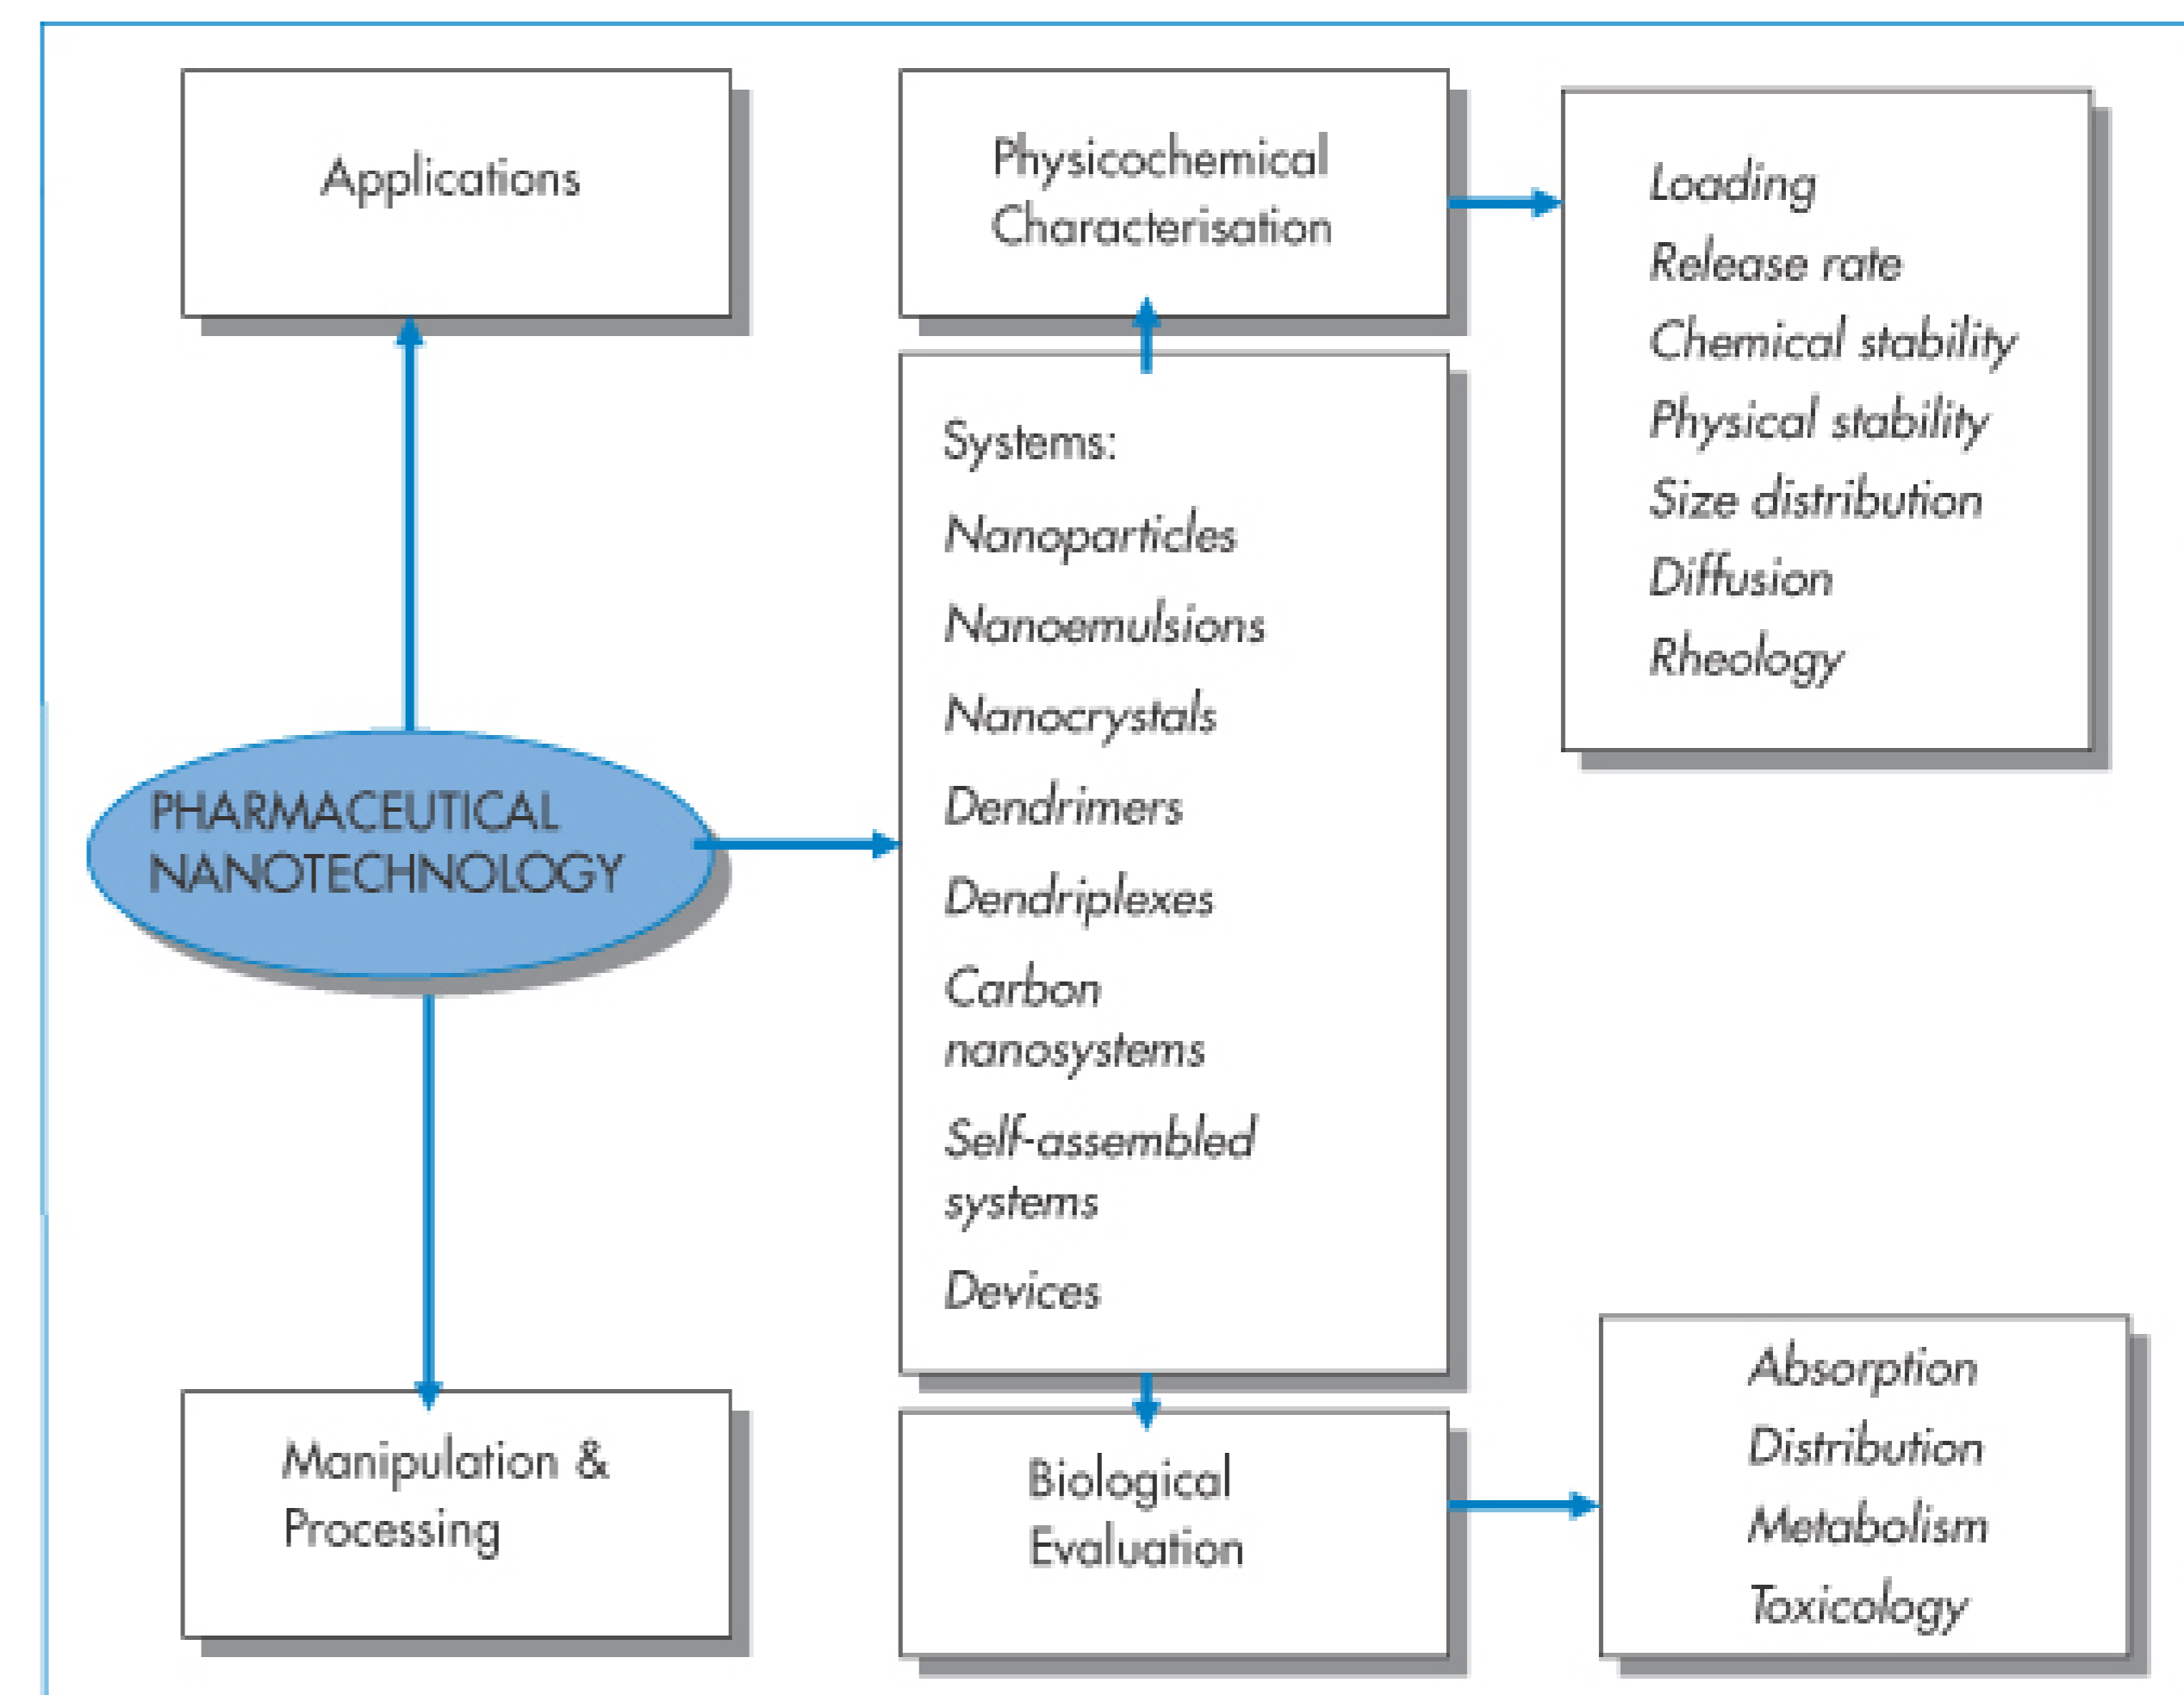 Applications
Physicochemical
Characterisation
Loading
Release rate
Chemical stability
Physical stability
Size distribution
Diffusion
Rheology
PHARMACEUTICAL
NANOTECHNOLOGY
Systems:
Nanoparticles
Nanoemulsions
Nanocrystals
Dendrimers
Dendriplexes
Carbon
nanosystems
Self-assembled
systems
Devices
Manipulation &
Processing
Biological
Evaluation
Absorption
Distribution
Metabolism
Toxicology